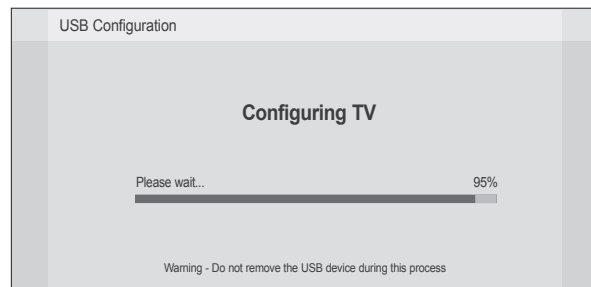 USB Configuration
Configuring TV
Please wait... 95%
Warning - Do not remove the USB device during this process